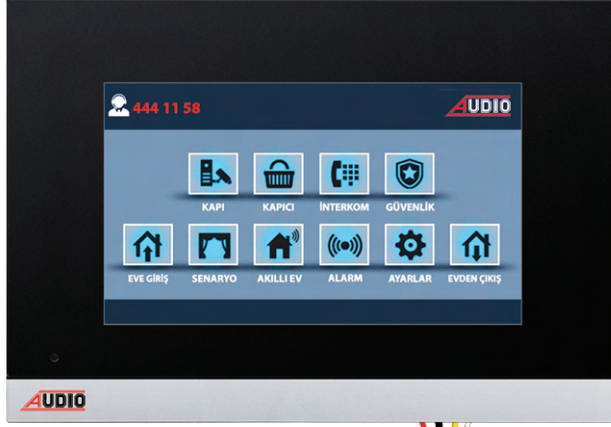 444 11 58
AUDIO
KAPI
KAPICI
İNTERKOM
GÜVENLİK
EVE GİRİŞ
SENARYO
AKILLI EV
ALARM
AYARLAR
EVDEN ÇIKIŞ
AUDIO